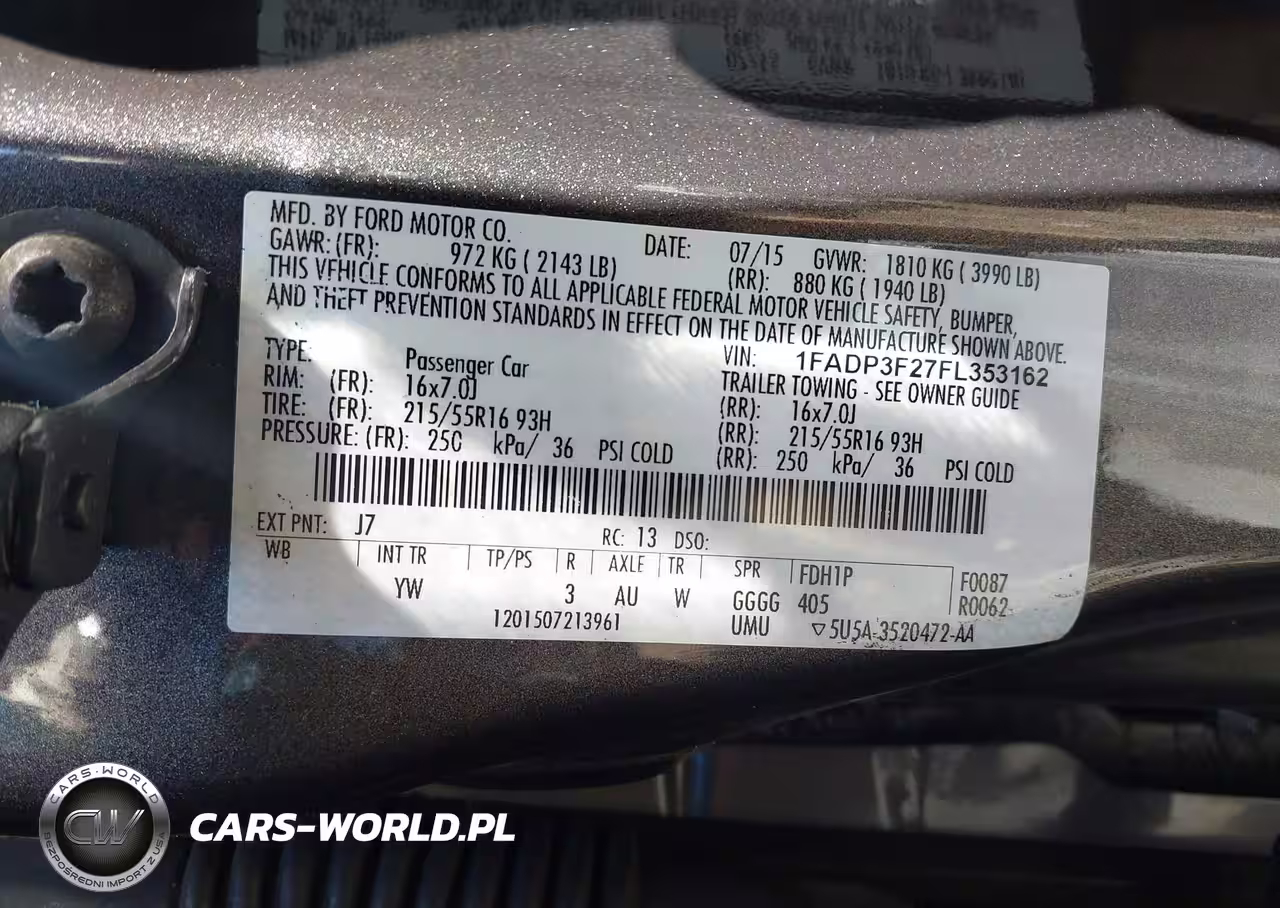 MFD. BY FORD MOTOR CO. DATE: 07/15 GVWR: 1810 KG ( 3990 LB)
GAWR: (FR): 972 KG ( 2143 LB) (RR): 880 KG ( 1940 LB)
THIS VEHICLE CONFORMS TO ALL APPLICABLE FEDERAL MOTOR VEHICLE SAFETY, BUMPER,
AND THEFT PREVENTION STANDARDS IN EFFECT ON THE DATE OF MANUFACTURE SHOWN ABOVE.
VIN: 1FADP3F27FL353162
TYPE: Passenger Car TRAILER TOWING - SEE OWNER GUIDE
RIM: (FR): 16x7.0J (RR): 16x7.0J
TIRE: (FR): 215/55R16 93H (RR): 215/55R16 93H
PRESSURE: (FR): 250 kPa/ 36 PSI COLD (RR): 250 kPa/ 36 PSI COLD
EXT PNT: J7 RC: 13 DSO:
WB INT TR TP/PS R AXLE TR SPR FDH1P F0087
YW 3 AU W GGGG 405 R0062
1201507213961 UMU ▽5U5A-3520472-AA
CARS-WORLD
CW
BEZPOŚREDNI IMPORT Z USA
CARS-WORLD.PL